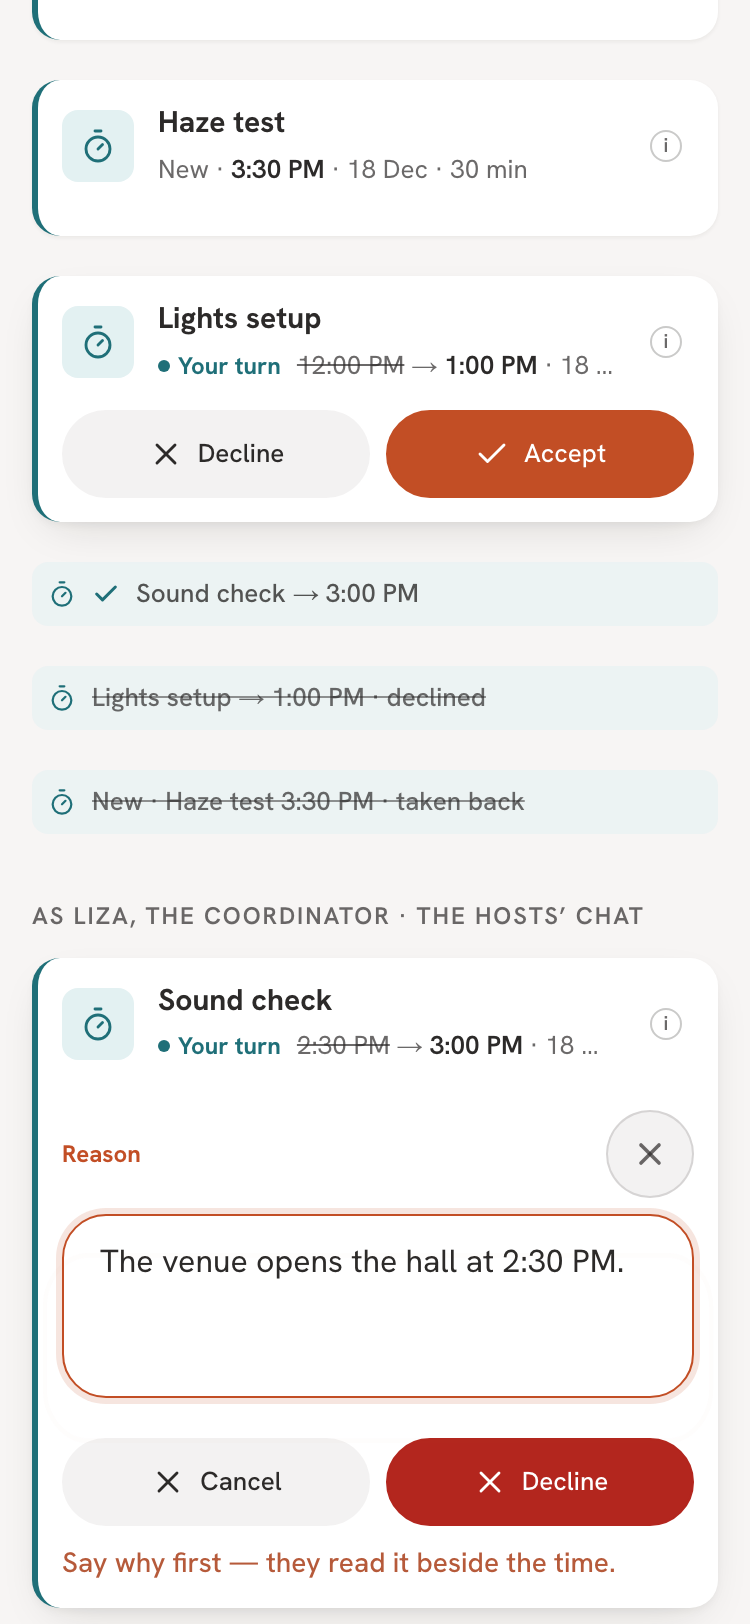 Haze test
New · 3:30 PM · 18 Dec · 30 min
Lights setup
Your turn 12:00 PM → 1:00 PM · 18 ...
Decline
Accept
Sound check → 3:00 PM
Lights setup → 1:00 PM · declined
New · Haze test 3:30 PM · taken back
AS LIZA, THE COORDINATOR · THE HOSTS’ CHAT
Sound check
Your turn 2:30 PM → 3:00 PM · 18 ...
Reason
The venue opens the hall at 2:30 PM.
Cancel
Decline
Say why first — they read it beside the time.